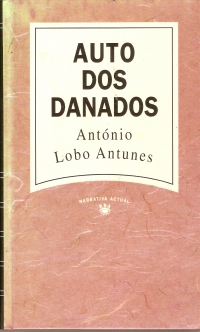 AUTO
DOS
DANADOS
António
Lobo Antunes
NARRATIVA ACTUAL